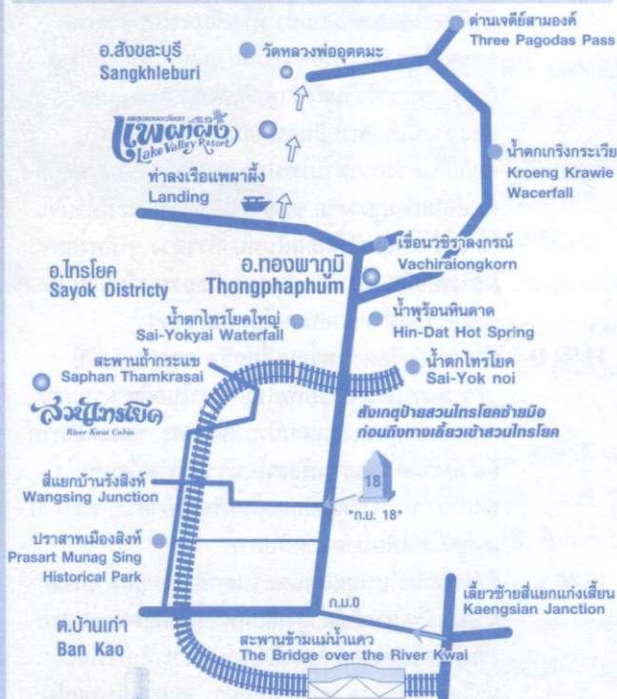 ด่านเจดีย์สามองค์
Three Pagodas Pass
อ.สังขละบุรี
Sangkhleburi
วัดหลวงพ่ออุตตมะ
แพผาผึ้ง
Lake Valley Resort
ท่าลงเรือแพผาผึ้ง
Landing
น้ำตกเกริงกระเวีย
Kroeng Krawie
Wacerfall
เขื่อนวชิราลงกรณ์
Vachiraiongkorn
อ.ไทรโยค
Sayok Districty
อ.ทองพาภูมิ
Thongphaphum
น้ำตกไทรโยคใหญ่
Sai-Yokyai Waterfall
น้ำพุร้อนหินดาด
Hin-Dat Hot Spring
สะพานถ้ำกระแซ
Saphan Thamkrasai
น้ำตกไทรโยค
Sai-Yok noi
สวนไทรโยค
River Kwai Cabin
สังเกตุป้ายสวนไทรโยคซ้ายมือ
ก่อนถึงทางเลี้ยวเข้าสวนไทรโยค
สี่แยกบ้านรังสิงห์
Wangsing Junction
18
"ก.ม. 18"
ปราสาทเมืองสิงห์
Prasart Munag Sing
Historical Park
ก.ม.0
เลี้ยวซ้ายสี่แยกแก่งเสี้ยน
Kaengsian Janction
ต.บ้านเก่า
Ban Kao
สะพานข้ามแม่น้ำแคว
The Bridge over the River Kwai